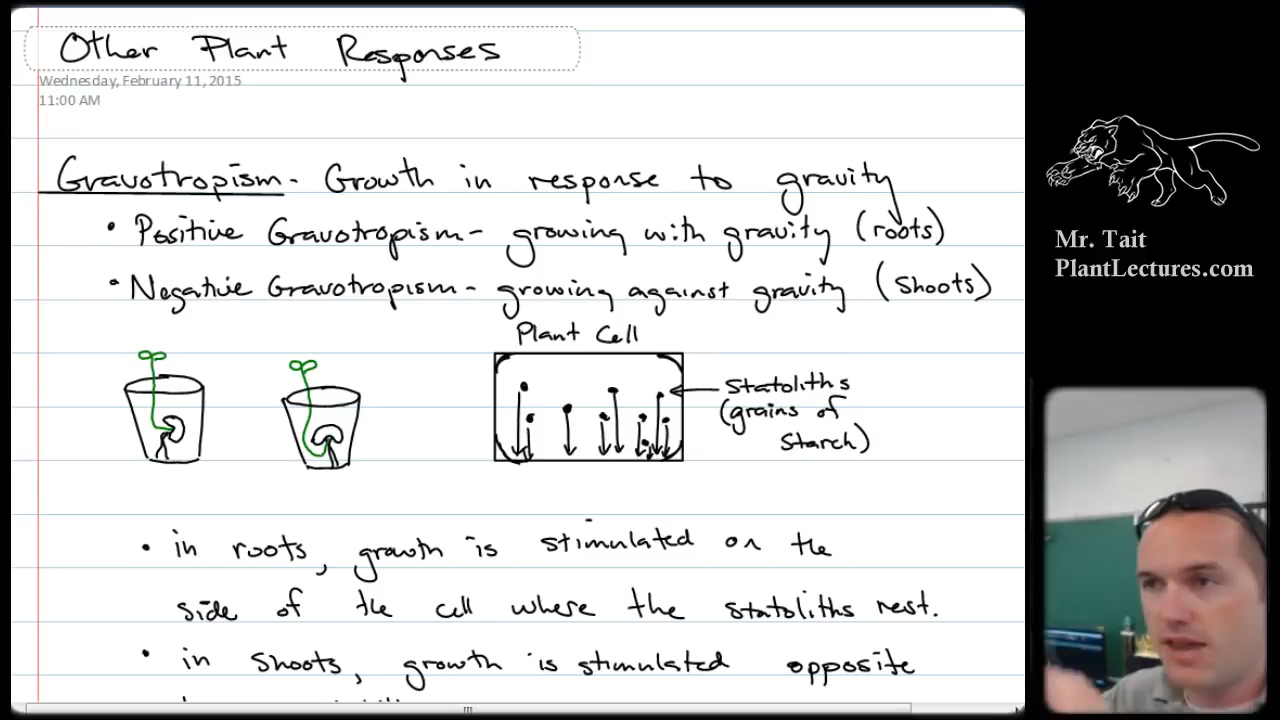 Other Plant Responses
Wednesday, February 11, 2015
11:00 AM
Gravotropism - Growth in response to gravity
• Positive Gravotropism - growing with gravity (roots)
• Negative Gravotropism - growing against gravity (shoots)
Plant Cell
Statoliths
(grains of
starch)
• in roots, growth is stimulated on the
side of the cell where the statoliths rest.
• in shoots, growth is stimulated opposite
Mr. Tait
PlantLectures.com